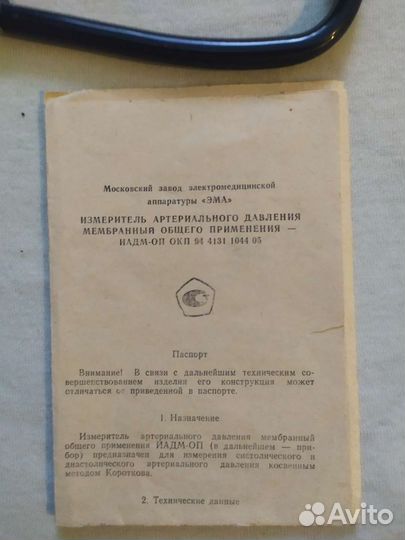 Московский завод электромедицинской
аппаратуры «ЭМА»
ИЗМЕРИТЕЛЬ АРТЕРИАЛЬНОГО ДАВЛЕНИЯ
МЕМБРАННЫЙ ОБЩЕГО ПРИМЕНЕНИЯ —
ИАДМ-ОП ОКП 94 4131 1044 05
Паспорт
Внимание! В связи с дальнейшим техническим со-
вершенствованием изделия его конструкция может
отличаться от приведенной в паспорте.
1. Назначение
Измеритель артериального давления мембранный
общего применения ИАДМ-ОП (в дальнейшем — при-
бор) предназначен для измерения систолического и
диастолического артериального давления косвенным
методом Короткова.
2. Технические данные
Avito